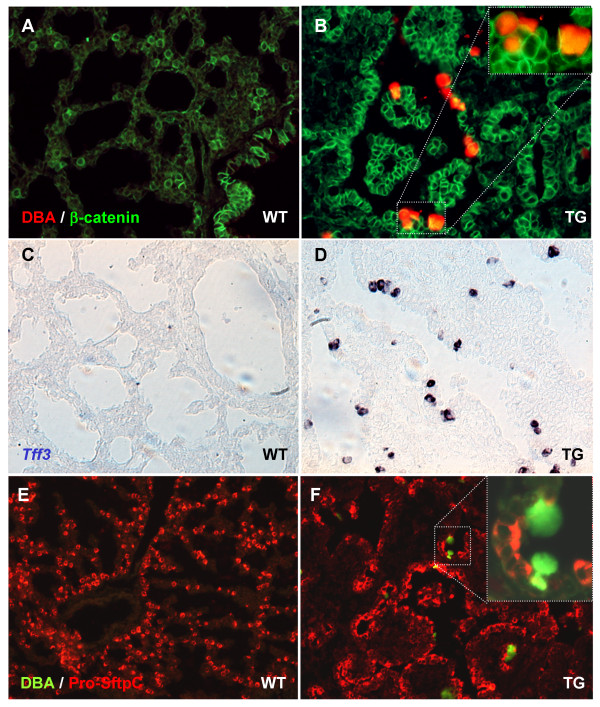 A
B
DBA / β-catenin
WT
TG
C
D
Tff3
WT
TG
E
F
DBA / Pro-SftpC
WT
TG